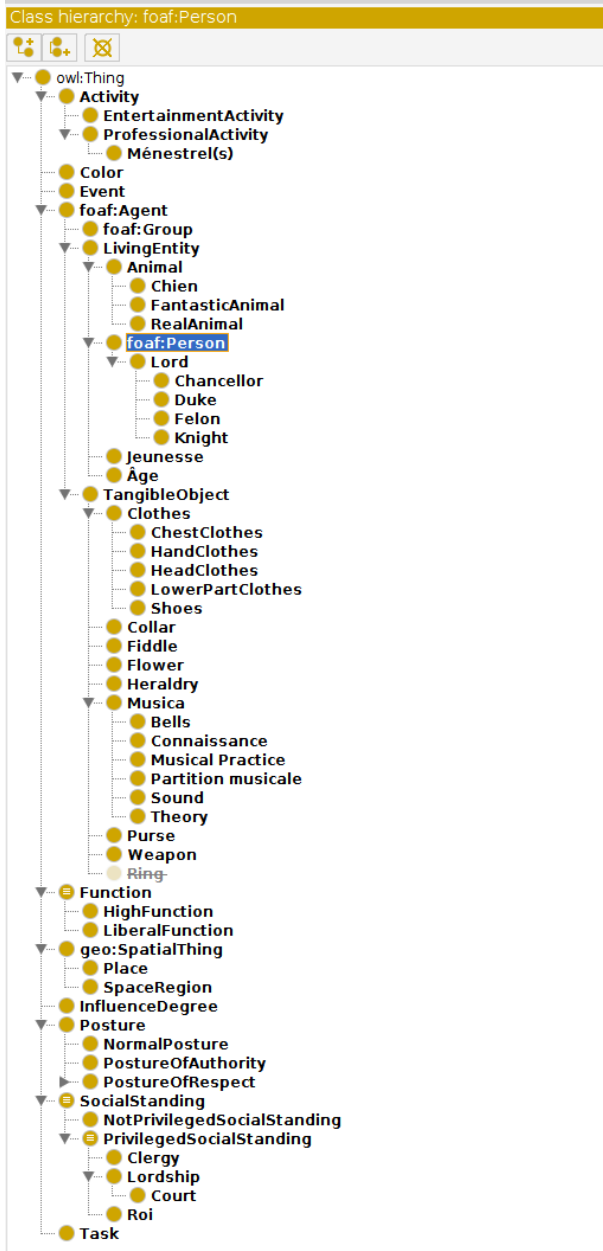 Class hierarchy: foaf:Person
owl:Thing
Activity
EntertainmentActivity
ProfessionalActivity
Ménestrel(s)
Color
Event
foaf:Agent
foaf:Group
LivingEntity
Animal
Chien
FantasticAnimal
RealAnimal
foaf:Person
Lord
Chancellor
Duke
Felon
Knight
Jeunesse
Âge
TangibleObject
Clothes
ChestClothes
HandClothes
HeadClothes
LowerPartClothes
Shoes
Collar
Fiddle
Flower
Heraldry
Musica
Bells
Connaissance
Musical Practice
Partition musicale
Sound
Theory
Purse
Weapon
Ring
Function
HighFunction
LiberalFunction
geo:SpatialThing
Place
SpaceRegion
InfluenceDegree
Posture
NormalPosture
PostureOfAuthority
PostureOfRespect
SocialStanding
NotPrivilegedSocialStanding
PrivilegedSocialStanding
Clergy
Lordship
Court
Roi
Task